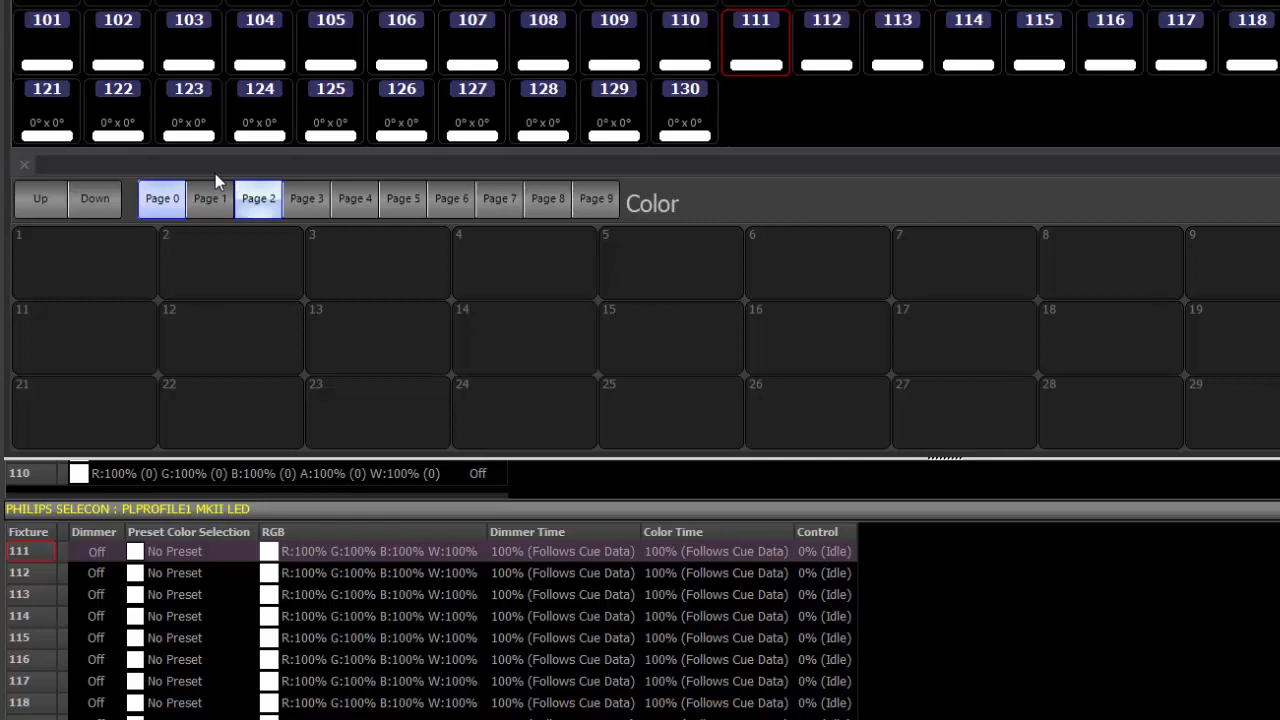 101 102 103 104 105 106 107 108 109 110 111 112 113 114 115 116 117 118
121 122 123 124 125 126 127 128 129 130
0° x 0° 0° x 0° 0° x 0° 0° x 0° 0° x 0° 0° x 0° 0° x 0° 0° x 0° 0° x 0° 0° x 0°
Up Down Page 0 Page 1 Page 2 Page 3 Page 4 Page 5 Page 6 Page 7 Page 8 Page 9 Color
1 2 3 4 5 6 7 8 9
11 12 13 14 15 16 17 18 19
21 22 23 24 25 26 27 28 29
110 R:100% (0) G:100% (0) B:100% (0) A:100% (0) W:100% (0) Off
PHILIPS SELECON : PLPROFILE1 MKII LED
Fixture Dimmer Preset Color Selection RGB Dimmer Time Color Time Control
111 Off No Preset R:100% G:100% B:100% W:100% 100% (Follows Cue Data) 100% (Follows Cue Data) 0% (Idle)
112 Off No Preset R:100% G:100% B:100% W:100% 100% (Follows Cue Data) 100% (Follows Cue Data) 0% (Idle)
113 Off No Preset R:100% G:100% B:100% W:100% 100% (Follows Cue Data) 100% (Follows Cue Data) 0% (Idle)
114 Off No Preset R:100% G:100% B:100% W:100% 100% (Follows Cue Data) 100% (Follows Cue Data) 0% (Idle)
115 Off No Preset R:100% G:100% B:100% W:100% 100% (Follows Cue Data) 100% (Follows Cue Data) 0% (Idle)
116 Off No Preset R:100% G:100% B:100% W:100% 100% (Follows Cue Data) 100% (Follows Cue Data) 0% (Idle)
117 Off No Preset R:100% G:100% B:100% W:100% 100% (Follows Cue Data) 100% (Follows Cue Data) 0% (Idle)
118 Off No Preset R:100% G:100% B:100% W:100% 100% (Follows Cue Data) 100% (Follows Cue Data) 0% (Idle)